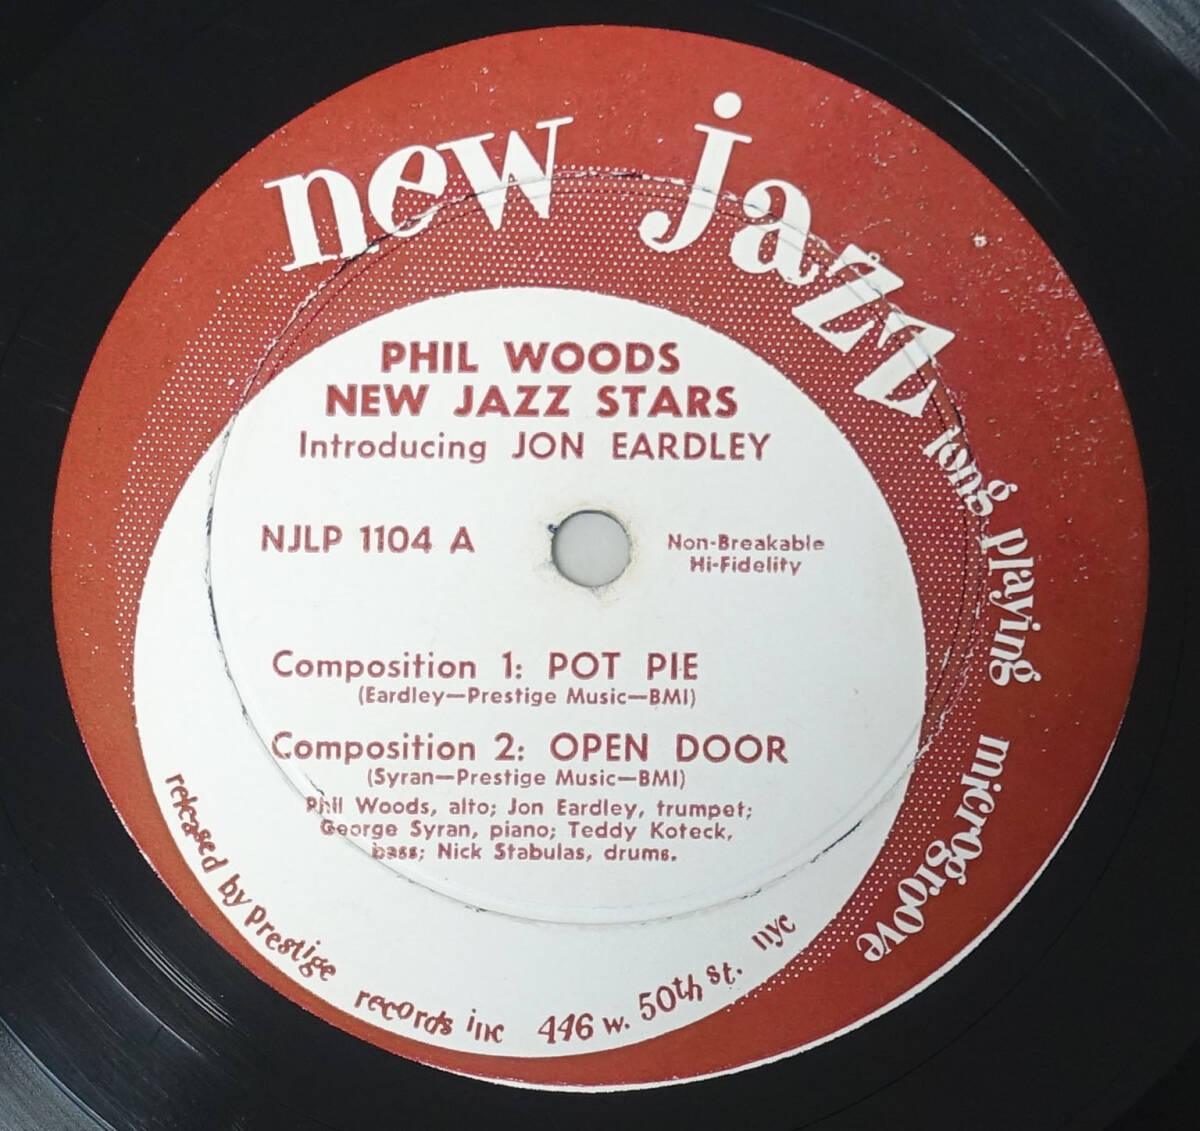 new jazz
long playing microgroove
PHIL WOODS
NEW JAZZ STARS
Introducing JON EARDLEY
NJLP 1104 A
Non-Breakable
Hi-Fidelity
Composition 1: POT PIE
(Eardley—Prestige Music—BMI)
Composition 2: OPEN DOOR
(Syran—Prestige Music—BMI)
Phil Woods, alto; Jon Eardley, trumpet;
George Syran, piano; Teddy Koteck,
bass; Nick Stabulas, drums.
released by Prestige records inc 446 w. 50th st. nyc